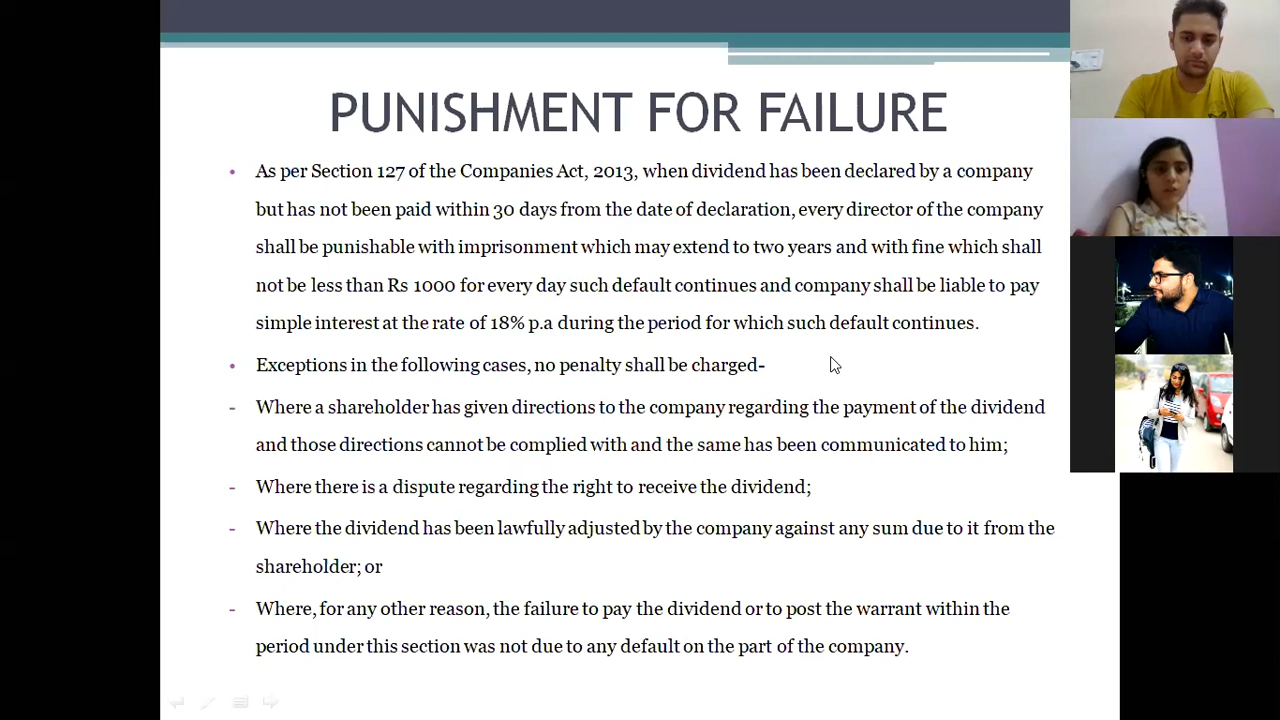 PUNISHMENT FOR FAILURE
• As per Section 127 of the Companies Act, 2013, when dividend has been declared by a company
but has not been paid within 30 days from the date of declaration, every director of the company
shall be punishable with imprisonment which may extend to two years and with fine which shall
not be less than Rs 1000 for every day such default continues and company shall be liable to pay
simple interest at the rate of 18% p.a during the period for which such default continues.
• Exceptions in the following cases, no penalty shall be charged-
- Where a shareholder has given directions to the company regarding the payment of the dividend
and those directions cannot be complied with and the same has been communicated to him;
- Where there is a dispute regarding the right to receive the dividend;
- Where the dividend has been lawfully adjusted by the company against any sum due to it from the
shareholder; or
- Where, for any other reason, the failure to pay the dividend or to post the warrant within the
period under this section was not due to any default on the part of the company.